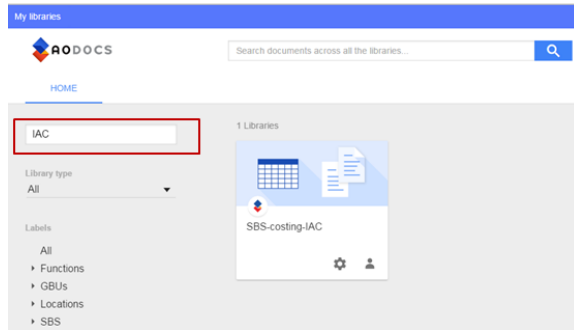 My libraries
AODOCS
Search documents across all the libraries...
HOME
IAC
1 Libraries
Library type
All
SBS-costing-IAC
Labels
All
Functions
GBUs
Locations
SBS